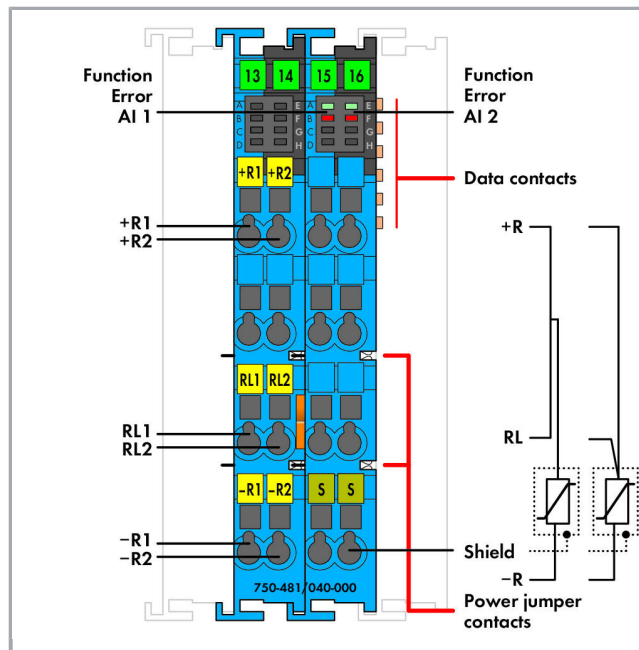 Function
Error
AI 1
13 14 15 16
Function
Error
AI 2
A E A E
B F B F
C G C G
D H D H
+R1 +R2
Data contacts
+R1
+R2
+R
RL1 RL2
RL1
RL2
RL
-R1 -R2 S S
−R1
−R2
Shield
−R
750-481/040-000
Power jumper
contacts